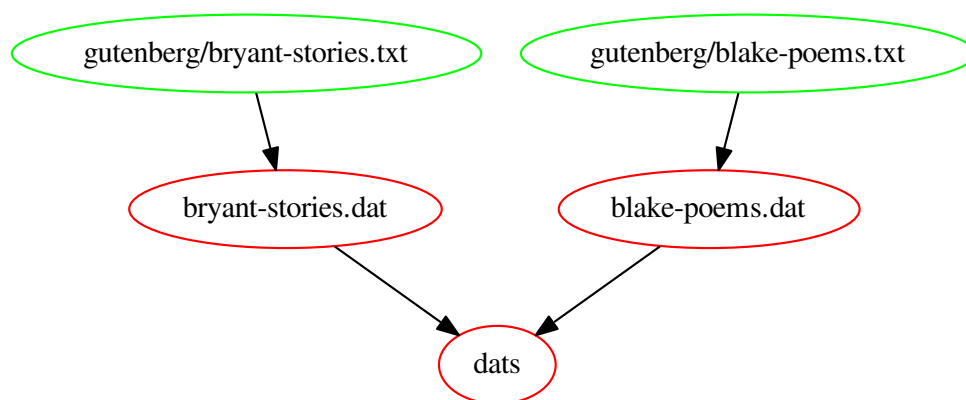 gutenberg/bryant-stories.txt
gutenberg/blake-poems.txt
bryant-stories.dat
blake-poems.dat
dats